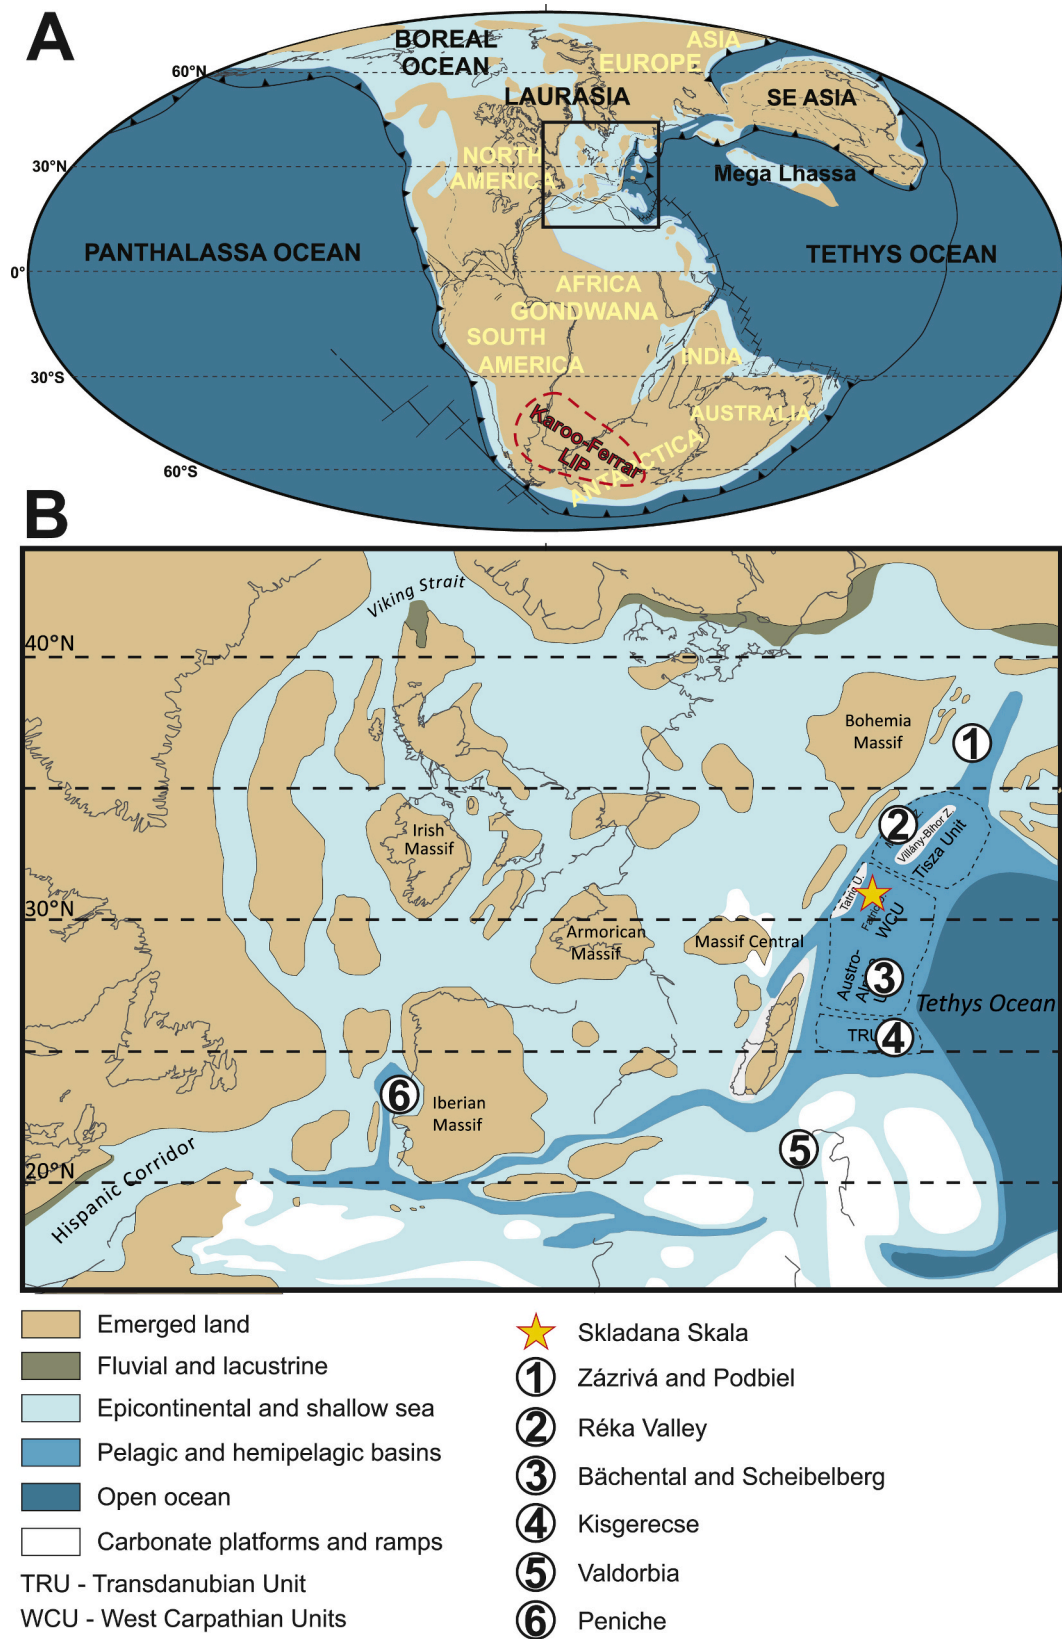 A
BOREAL
OCEAN
ASIA
EUROPE
60°N
LAURASIA
SE ASIA
30°N
NORTH
AMERICA
Mega Lhassa
PANTHALASSA OCEAN
TETHYS OCEAN
0°
AFRICA
GONDWANA
SOUTH
AMERICA
INDIA
30°S
AUSTRALIA
Karoo-Ferrar
LIP
ANTARCTICA
60°S
B
Viking Strait
40°N
Bohemia
Massif
1
2
Villány-Bihor Z.
Tisza Unit
Irish
Massif
Tatric U.
WCU
30°N
Armorican
Massif
Massif Central
Austro-
3
Tethys Ocean
TRU
4
6
Iberian
Massif
5
20°N
Hispanic Corridor
Emerged land
Fluvial and lacustrine
Epicontinental and shallow sea
Pelagic and hemipelagic basins
Open ocean
Carbonate platforms and ramps
TRU - Transdanubian Unit
WCU - West Carpathian Units
Skladana Skala
1 Zázrivá and Podbiel
2 Réka Valley
3 Bächental and Scheibelberg
4 Kisgerecse
5 Valdorbia
6 Peniche